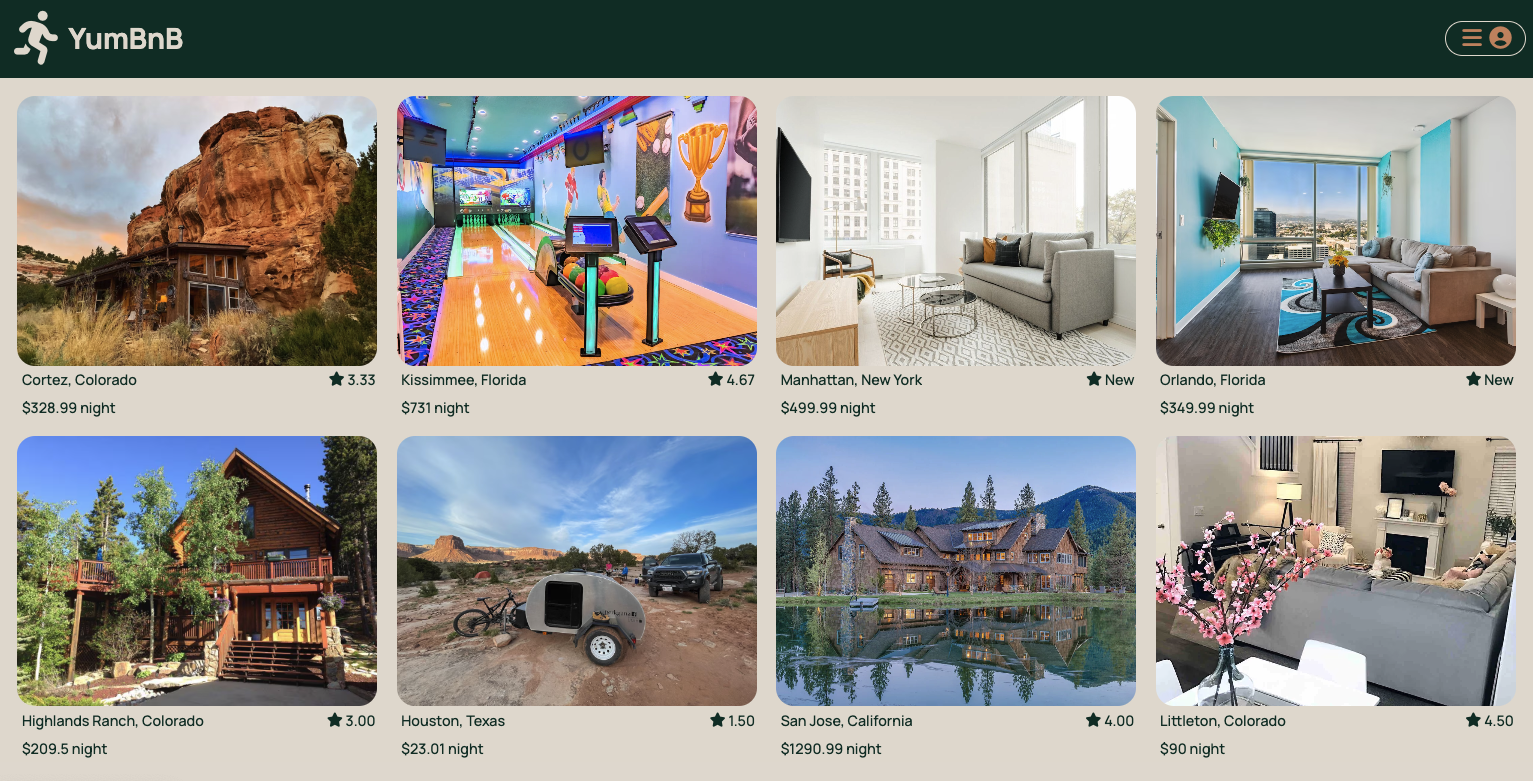 YumBnB
Cortez, Colorado ★ 3.33
$328.99 night
Kissimmee, Florida ★ 4.67
$731 night
Manhattan, New York ★ New
$499.99 night
Orlando, Florida ★ New
$349.99 night
Highlands Ranch, Colorado ★ 3.00
$209.5 night
Houston, Texas ★ 1.50
$23.01 night
San Jose, California ★ 4.00
$1290.99 night
Littleton, Colorado ★ 4.50
$90 night